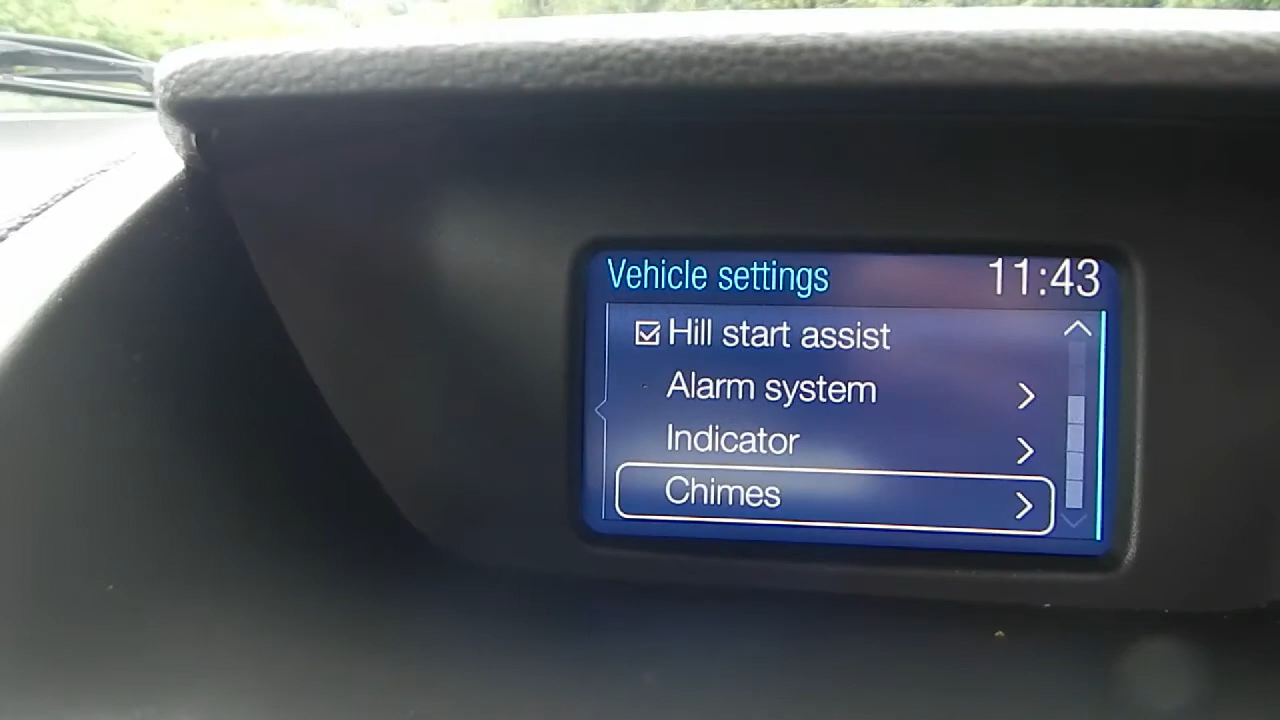 Vehicle settings 11:43
Hill start assist
Alarm system
Indicator
Chimes